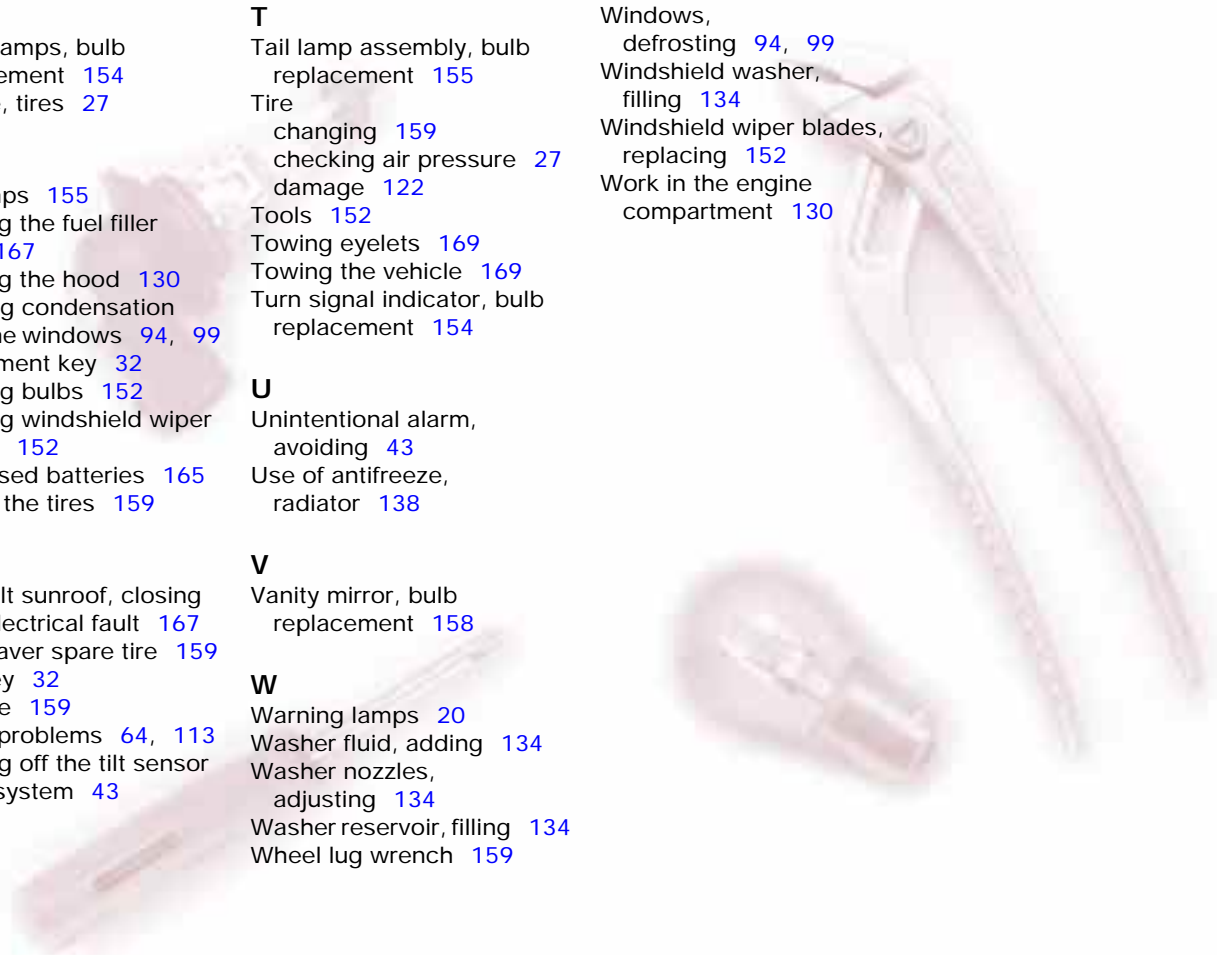 amps, bulb
ement 154
, tires 27
ps 155
g the fuel filler
167
g the hood 130
g condensation
e windows 94, 99
ment key 32
g bulbs 152
g windshield wiper
152
sed batteries 165
the tires 159
lt sunroof, closing
lectrical fault 167
aver spare tire 159
y 32
e 159
problems 64, 113
g off the tilt sensor
system 43
T
Tail lamp assembly, bulb
replacement 155
Tire
changing 159
checking air pressure 27
damage 122
Tools 152
Towing eyelets 169
Towing the vehicle 169
Turn signal indicator, bulb
replacement 154
U
Unintentional alarm,
avoiding 43
Use of antifreeze,
radiator 138
V
Vanity mirror, bulb
replacement 158
W
Warning lamps 20
Washer fluid, adding 134
Washer nozzles,
adjusting 134
Washer reservoir, filling 134
Wheel lug wrench 159
Windows,
defrosting 94, 99
Windshield washer,
filling 134
Windshield wiper blades,
replacing 152
Work in the engine
compartment 130